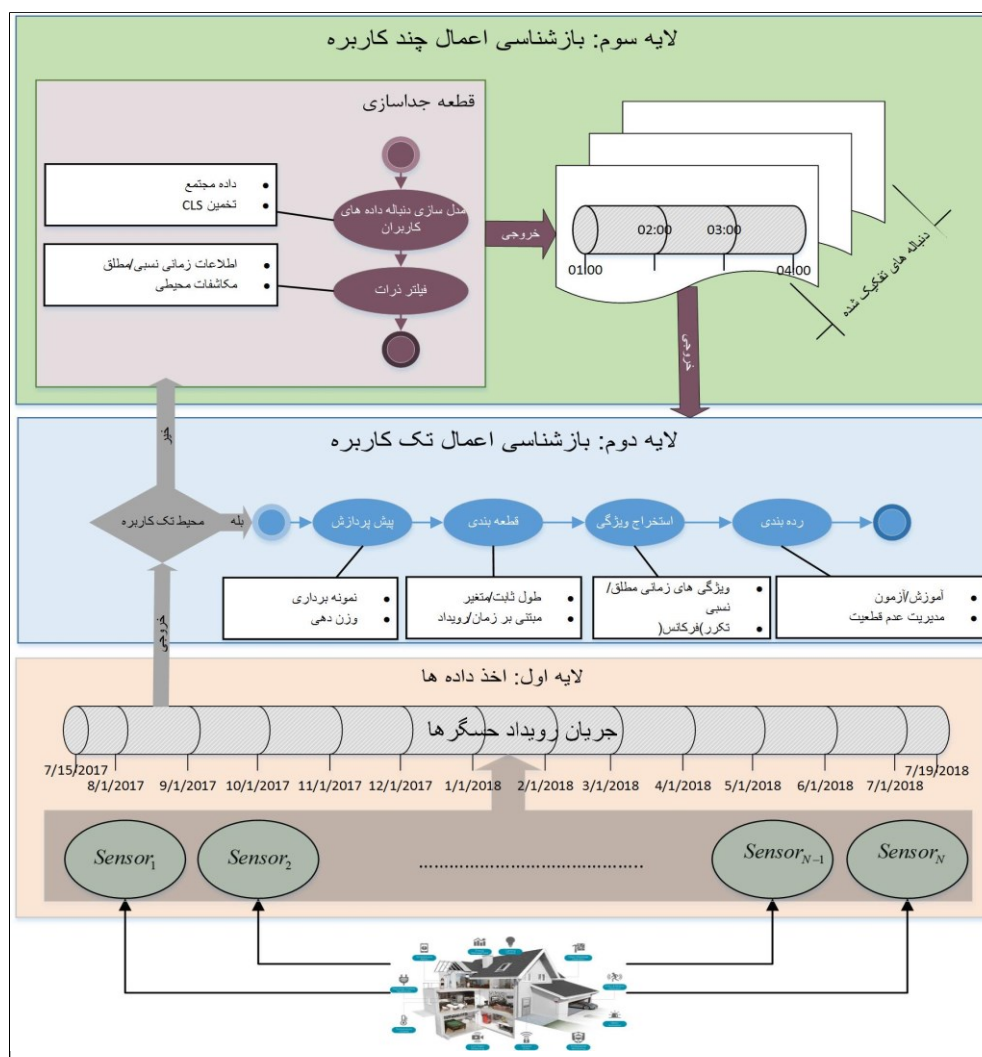 لایه سوم: بازشناسی اعمال چند کاربره
قطعه جداسازی
داده مجتمع
تخمین CLS
مدل سازی دنباله داده های
کاربران
اطلاعات زمانی نسبی/مطلق
مکاشفات محیطی
فیلتر ذرات
خروجی
01:00
02:00
03:00
04:00
دنباله های تفکیک شده
خروجی
خیر
لایه دوم: بازشناسی اعمال تک کاربره
محیط تک کاربره
بله
پیش پردازش
قطعه بندی
استخراج ویژگی
رده بندی
نمونه برداری
وزن دهی
طول ثابت/متغیر
مبتنی بر زمان/رویداد
ویژگی های زمانی مطلق/
نسبی
تکرر)فرکانس(
آموزش/آزمون
مدیریت عدم قطعیت
خروجی
لایه اول: اخذ داده ها
جریان رویداد حسگرها
7/15/2017
8/1/2017
9/1/2017
10/1/2017
11/1/2017
12/1/2017
1/1/2018
2/1/2018
3/1/2018
4/1/2018
5/1/2018
6/1/2018
7/1/2018
7/19/2018
Sensor₁
Sensor₂
................................................
Sensor_{N-1}
Sensor_N